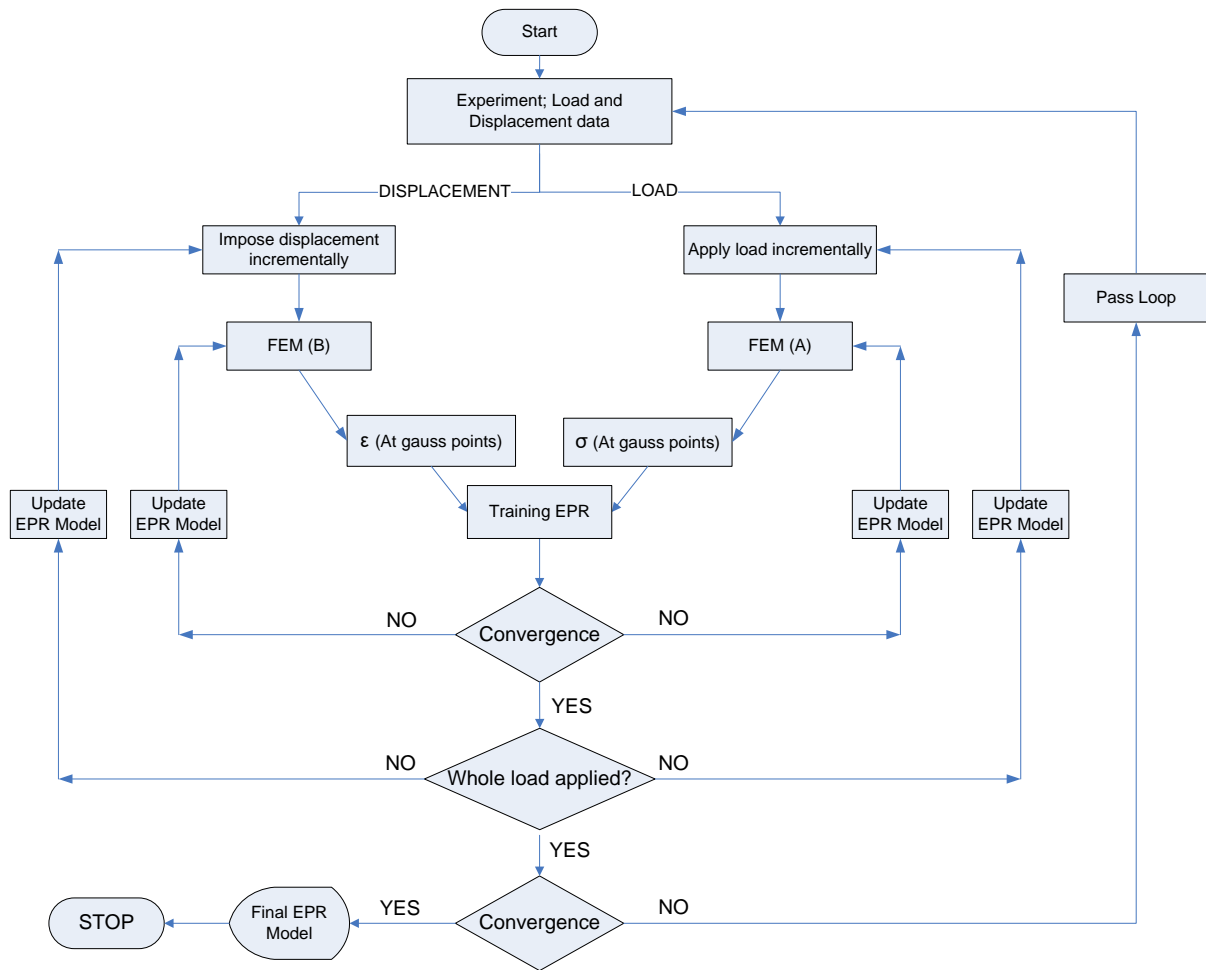 Start
Experiment; Load and
Displacement data
DISPLACEMENT
LOAD
Impose displacement
incrementally
Apply load incrementally
Pass Loop
FEM (B)
FEM (A)
ε (At gauss points)
σ (At gauss points)
Update
EPR Model
Update
EPR Model
Training EPR
Update
EPR Model
Update
EPR Model
NO
Convergence
NO
YES
NO
Whole load applied?
NO
YES
STOP
Final EPR
Model
YES
Convergence
NO